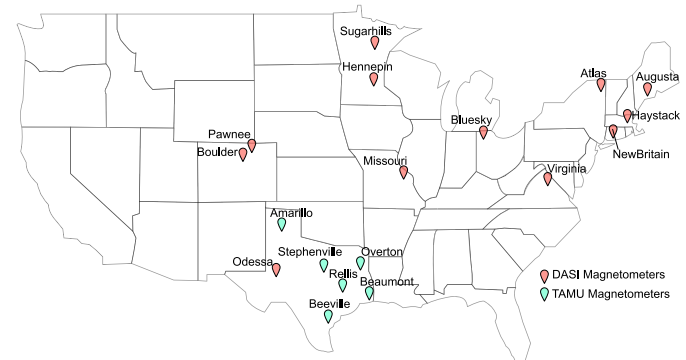 Sugarhills
Hennepin
Atlas
Augusta
Haystack
Bluesky
Pawnee
Boulder
NewBritain
Missouri
Virginia
Amarillo
Stephenville
Overton
Odessa
Rellis
Beaumont
Beeville
DASI Magnetometers
TAMU Magnetometers